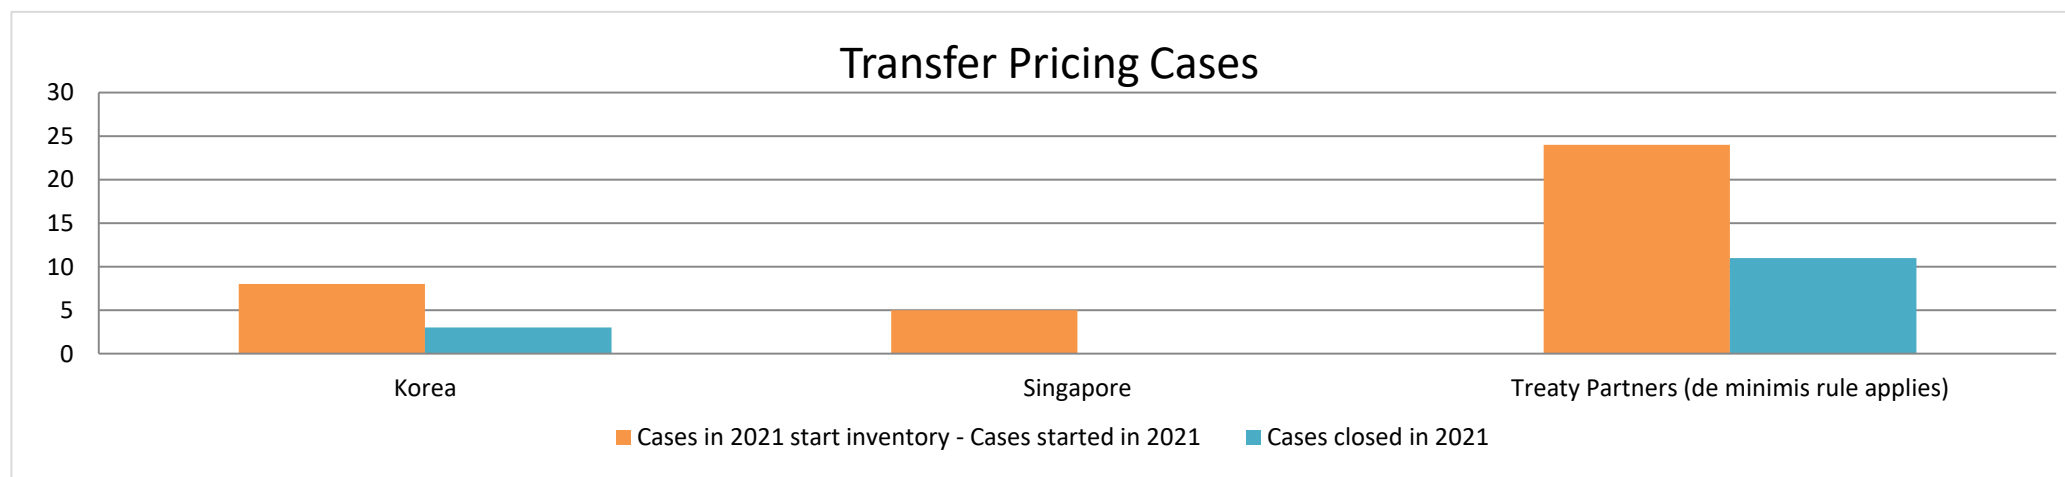 Transfer Pricing Cases
30
25
20
15
10
5
0
Korea
Singapore
Treaty Partners (de minimis rule applies)
Cases in 2021 start inventory - Cases started in 2021
Cases closed in 2021